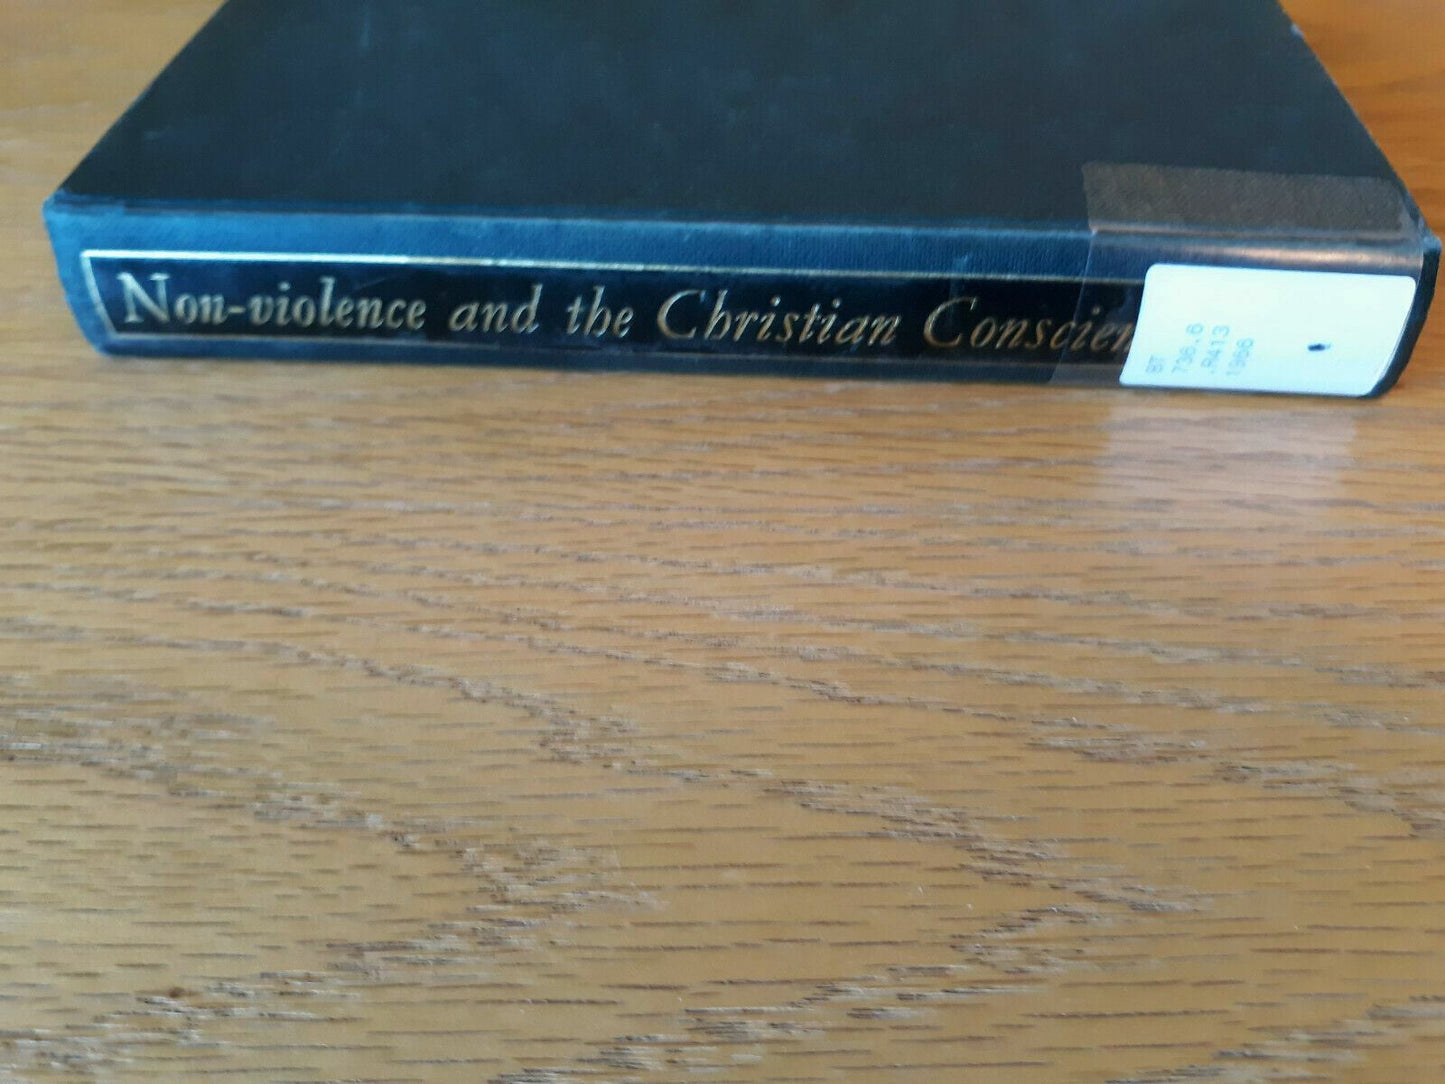 Non-violence and the Christian Conscien
BT
736.6
.R413
1966